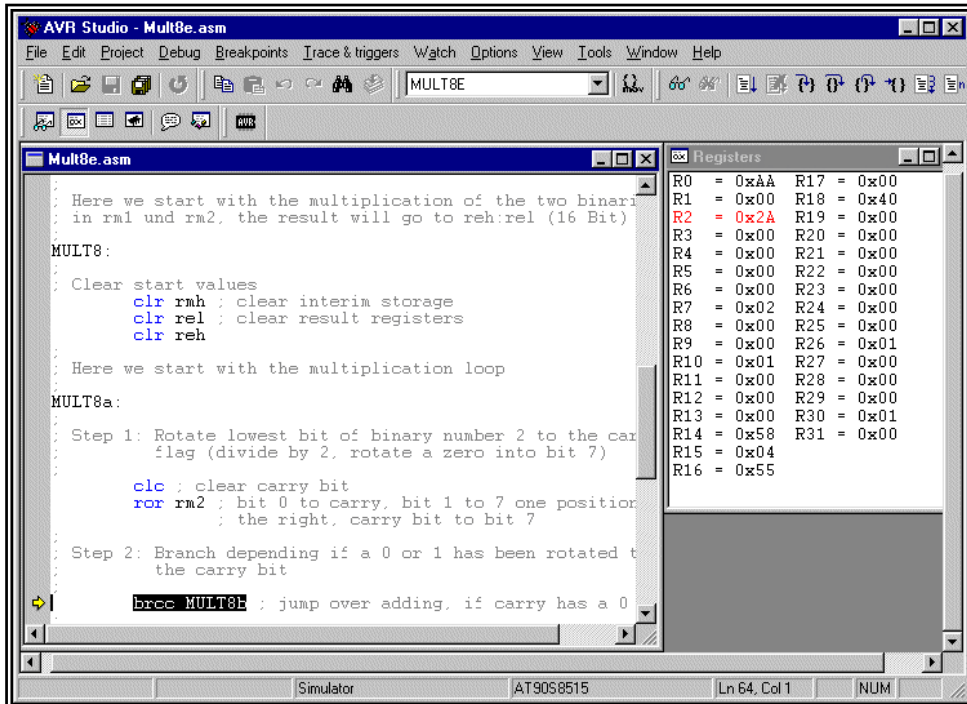 AVR Studio - Mult8e.asm
File Edit Project Debug Breakpoints Trace & triggers Watch Options View Tools Window Help
MULT8E
AVR
Mult8e.asm
;
; Here we start with the multiplication of the two binari
; in rm1 und rm2, the result will go to reh:rel (16 Bit)
;
MULT8:
;
; Clear start values
clr rmh ; clear interim storage
clr rel ; clear result registers
clr reh
;
; Here we start with the multiplication loop
;
MULT8a:
;
; Step 1: Rotate lowest bit of binary number 2 to the car
; flag (divide by 2, rotate a zero into bit 7)
;
clc ; clear carry bit
ror rm2 ; bit 0 to carry, bit 1 to 7 one position
; the right, carry bit to bit 7
;
; Step 2: Branch depending if a 0 or 1 has been rotated t
; the carry bit
;
brcc MULT8b ; jump over adding, if carry has a 0
Registers
R0 = 0xAA R17 = 0x00
R1 = 0x00 R18 = 0x40
R2 = 0x2A R19 = 0x00
R3 = 0x00 R20 = 0x00
R4 = 0x00 R21 = 0x00
R5 = 0x00 R22 = 0x00
R6 = 0x00 R23 = 0x00
R7 = 0x02 R24 = 0x00
R8 = 0x00 R25 = 0x00
R9 = 0x00 R26 = 0x01
R10 = 0x01 R27 = 0x00
R11 = 0x00 R28 = 0x00
R12 = 0x00 R29 = 0x00
R13 = 0x00 R30 = 0x01
R14 = 0x58 R31 = 0x00
R15 = 0x04
R16 = 0x55
Simulator AT90S8515 Ln 64, Col 1 NUM